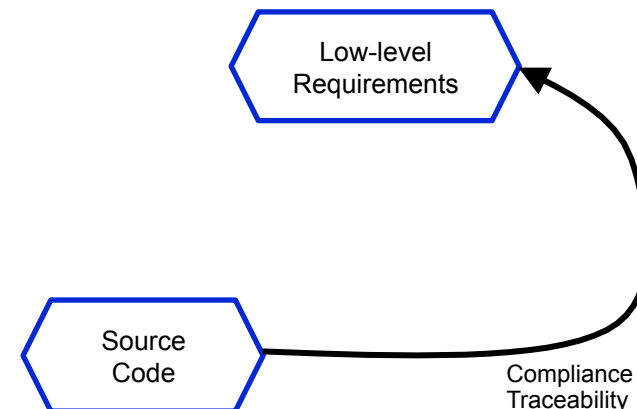 Low-level
Requirements
Source
Code
Compliance
Traceability